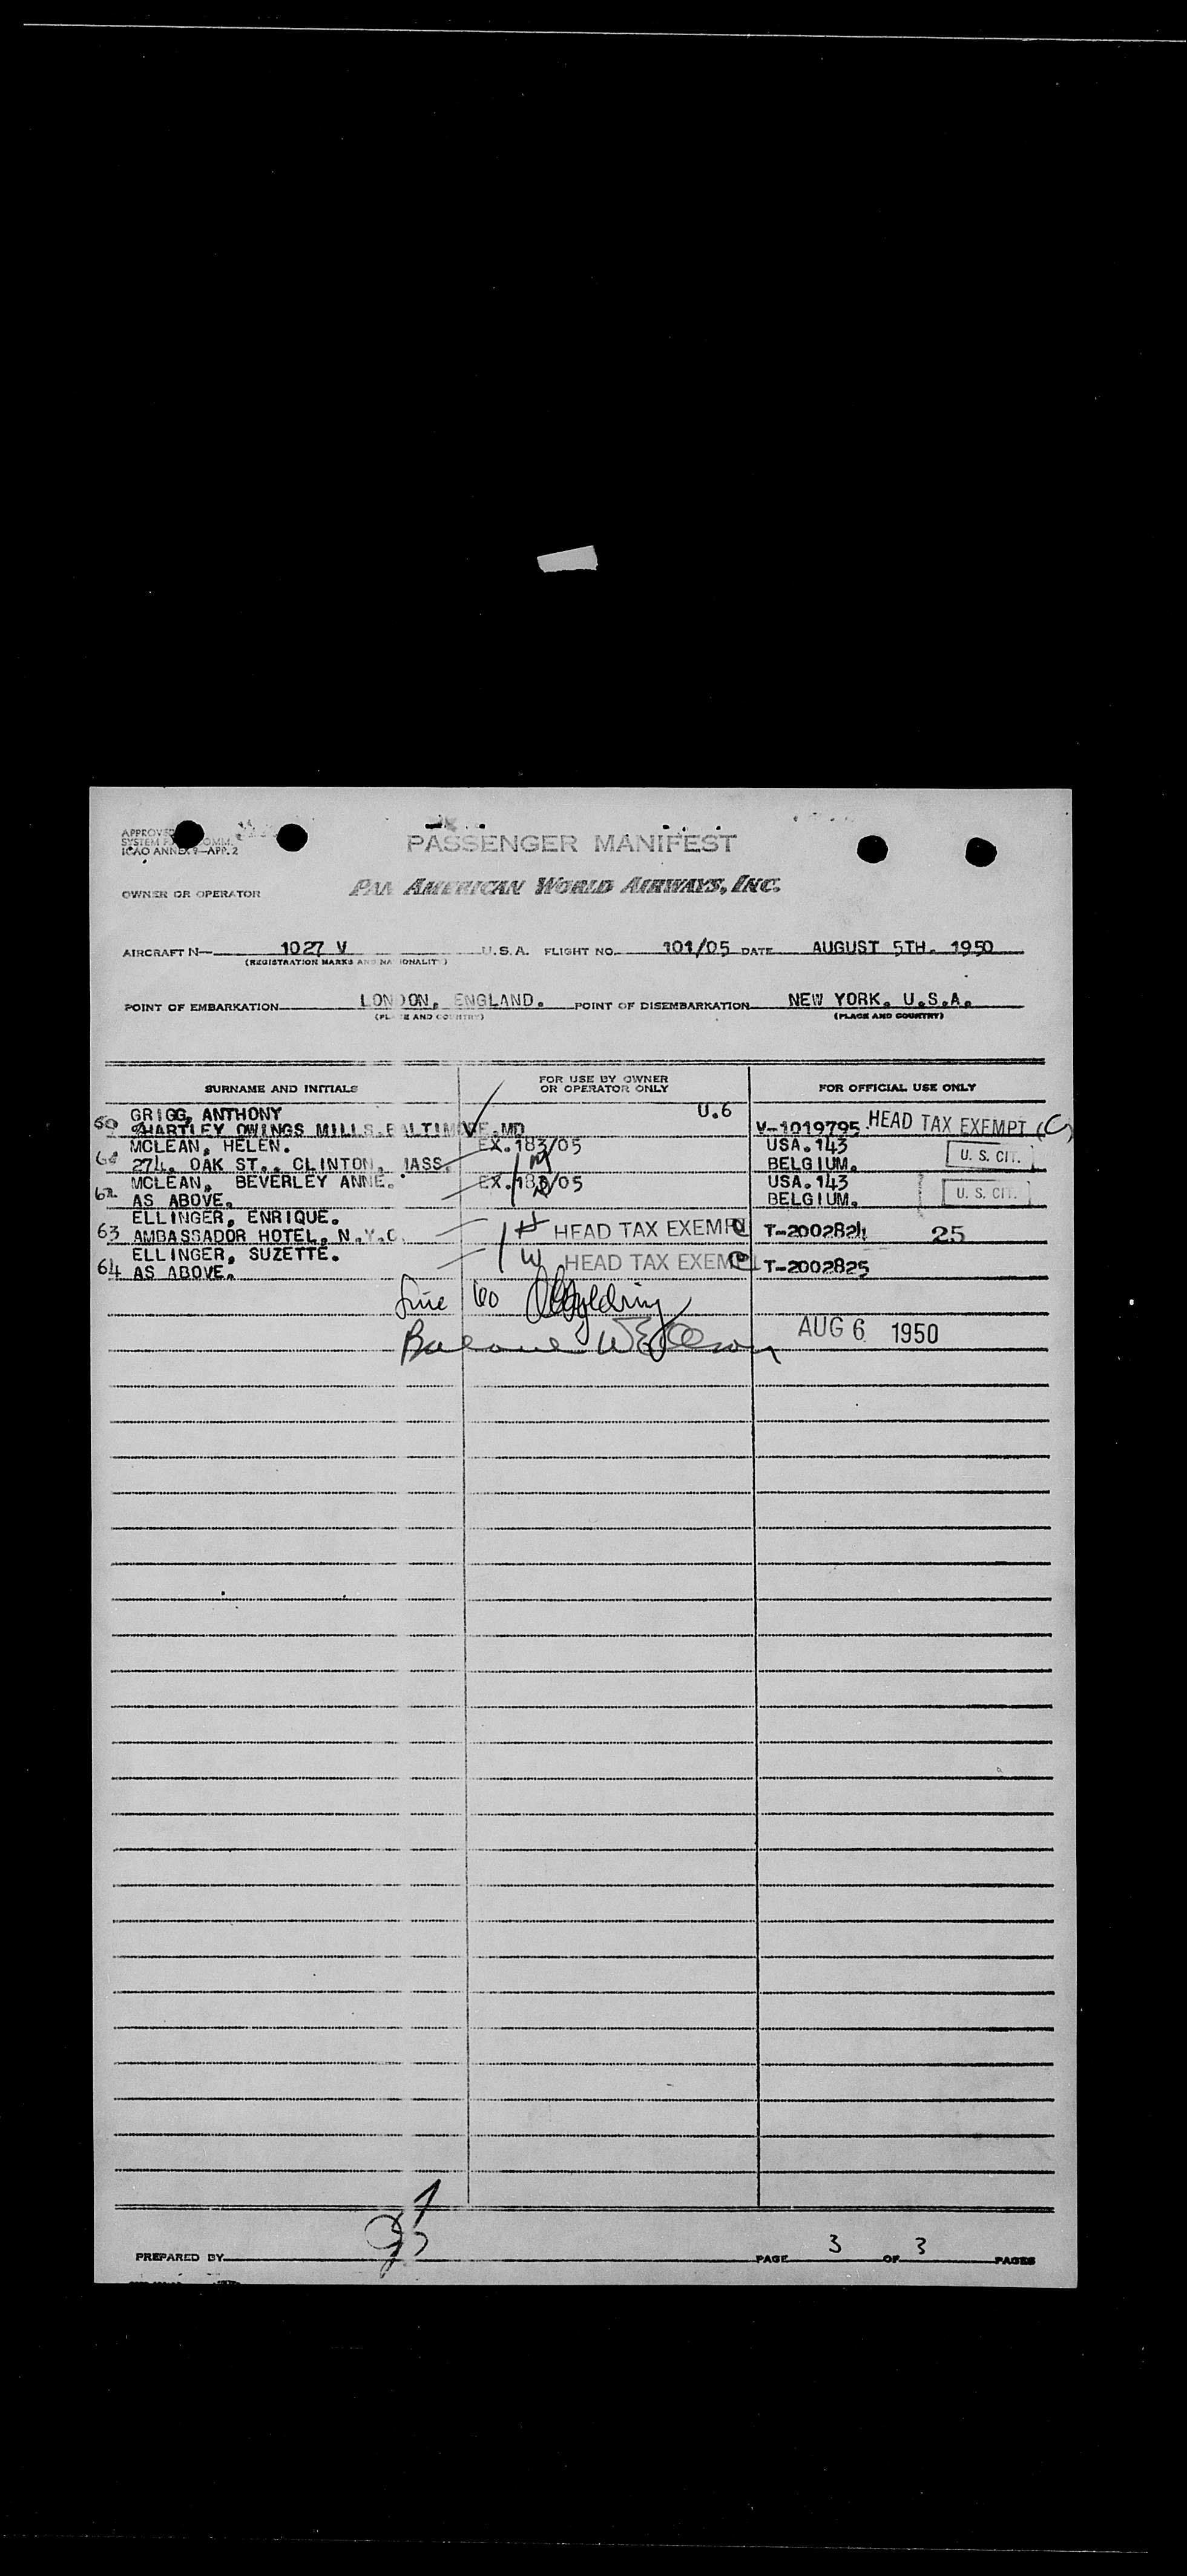 PASSENGER MANIFEST
ICAO ANNEX 9—APP. 2
OWNER OR OPERATOR PAN AMERICAN WORLD AIRWAYS, INC.
AIRCRAFT N— 1027 V U.S.A. FLIGHT NO. 101/05 DATE AUGUST 5TH. 1950
(REGISTRATION MARKS AND NATIONALITY)
POINT OF EMBARKATION LONDON, ENGLAND. POINT OF DISEMBARKATION NEW YORK. U.S.A.
(PLACE AND COUNTRY) (PLACE AND COUNTRY)
SURNAME AND INITIALS FOR USE BY OWNER OR OPERATOR ONLY FOR OFFICIAL USE ONLY
GRIGG, ANTHONY U.6
60 %HARTLEY OWINGS MILLS.BALTIMORE.MD V-1019795 HEAD TAX EXEMPT (C)
MCLEAN, HELEN. EX.183/05 USA.143
274. OAK ST., CLINTON, MASS. M BELGIUM. U. S. CIT.
MCLEAN, BEVERLEY ANNE. EX.183/05 USA.143
62 AS ABOVE. BELGIUM. U. S. CIT.
ELLINGER, ENRIQUE.
63 AMBASSADOR HOTEL, N.Y.C. H HEAD TAX EXEMPT T-2002824 25
ELLINGER, SUZETTE.
64 AS ABOVE. W HEAD TAX EXEMPT T-2002825
Line 60
AUG 6 1950
PREPARED BY PAGE 3 OF 3 PAGES